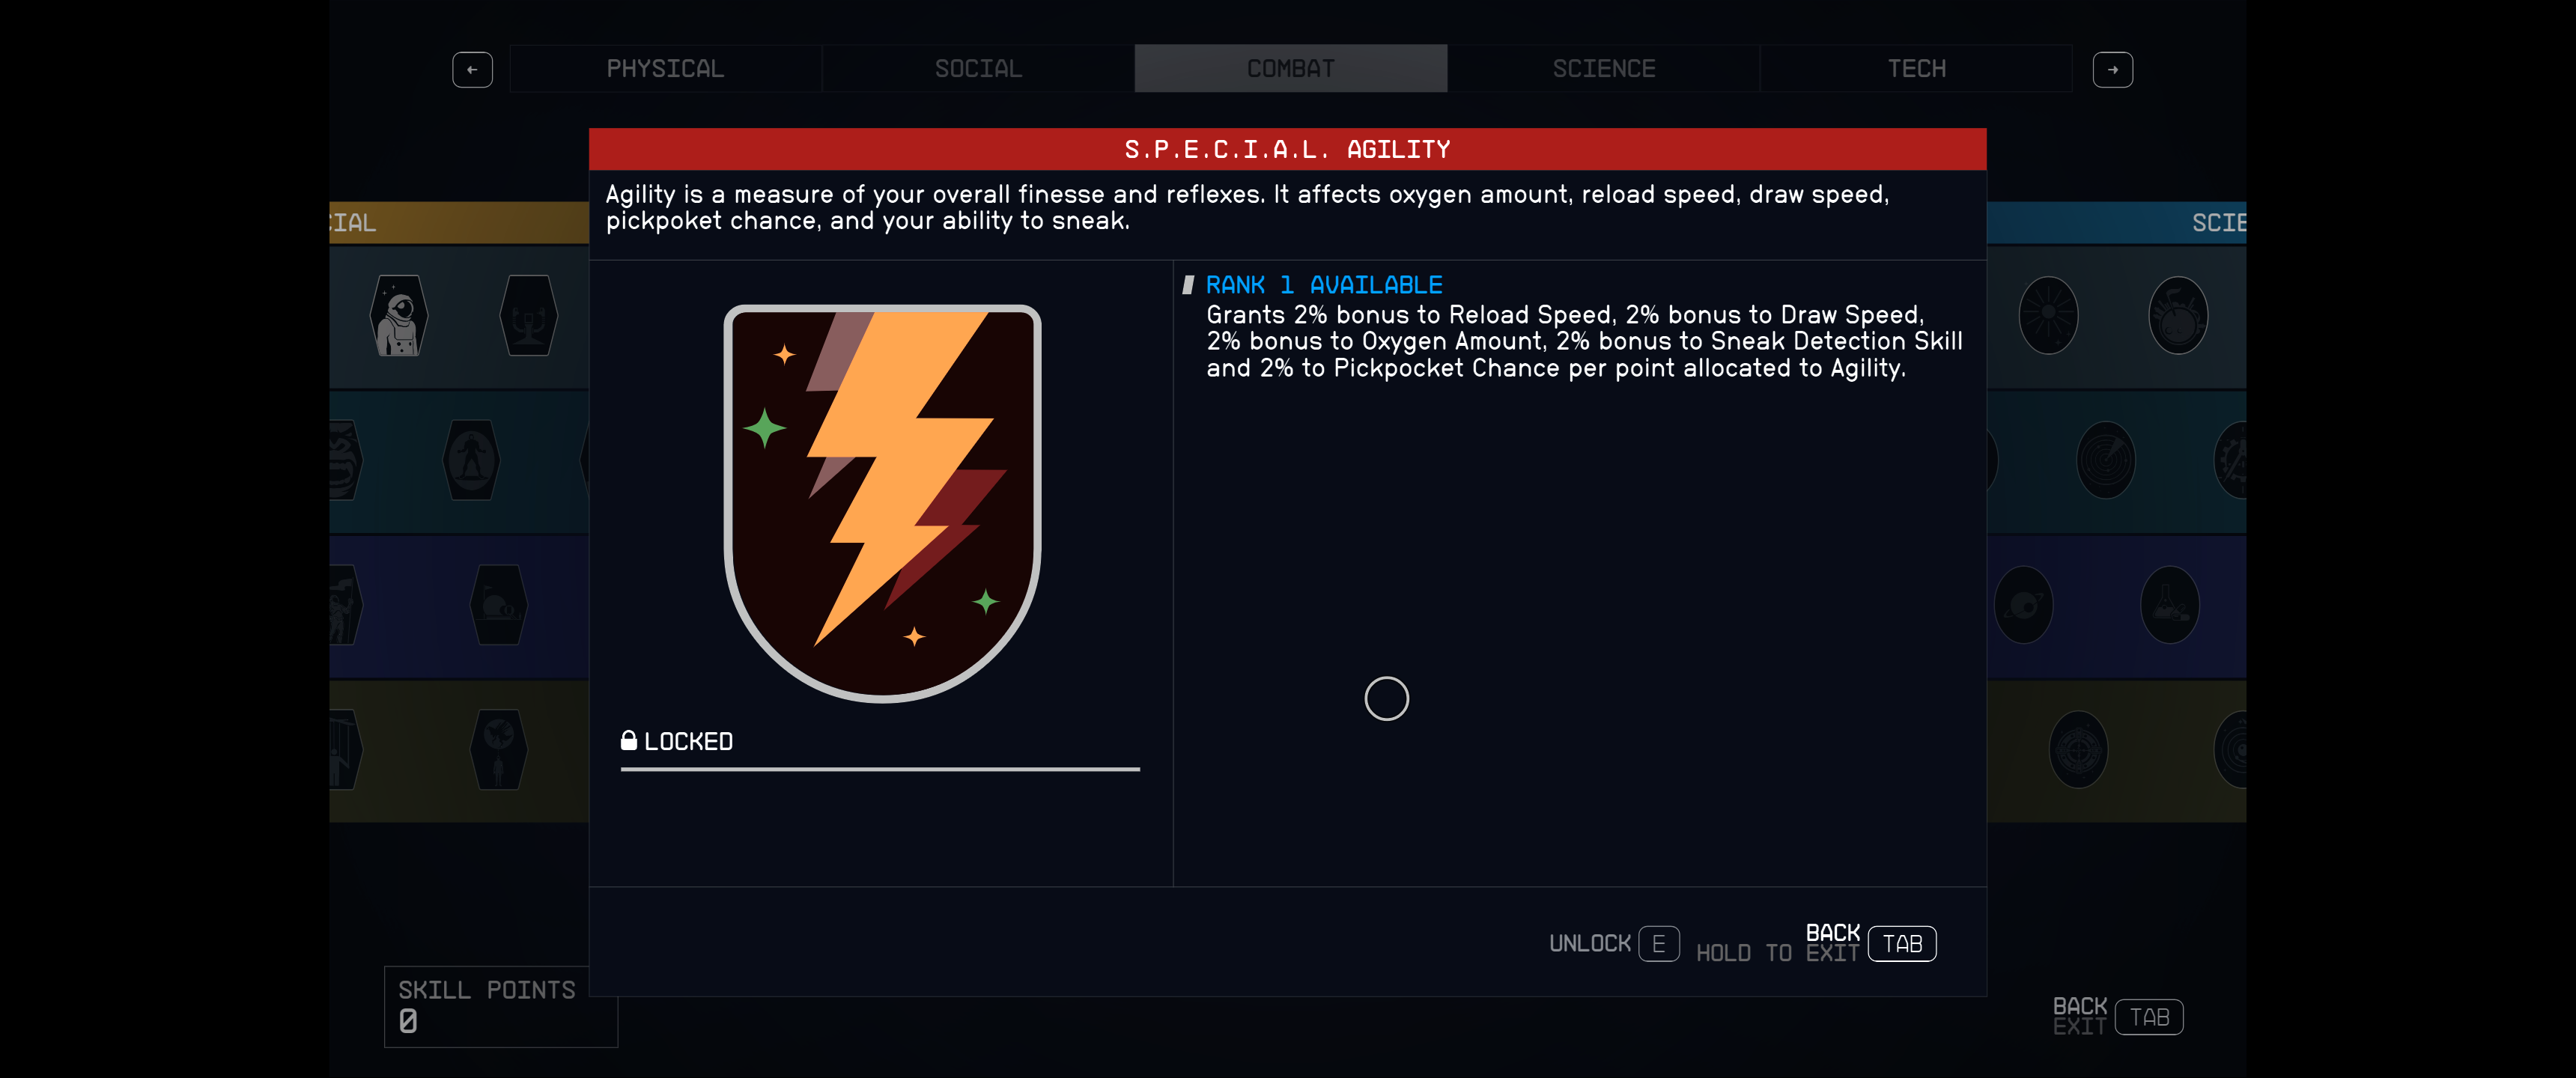 ←
PHYSICAL
SOCIAL
COMBAT
SCIENCE
TECH
→
S.P.E.C.I.A.L. AGILITY
Agility is a measure of your overall finesse and reflexes. It affects oxygen amount, reload speed, draw speed,
pickpoket chance, and your ability to sneak.
CIAL
SCIE
RANK 1 AVAILABLE
Grants 2% bonus to Reload Speed, 2% bonus to Draw Speed,
2% bonus to Oxygen Amount, 2% bonus to Sneak Detection Skill
and 2% to Pickpocket Chance per point allocated to Agility.
LOCKED
UNLOCK E
HOLD TO
BACK
EXIT
TAB
SKILL POINTS
0
BACK
EXIT
TAB